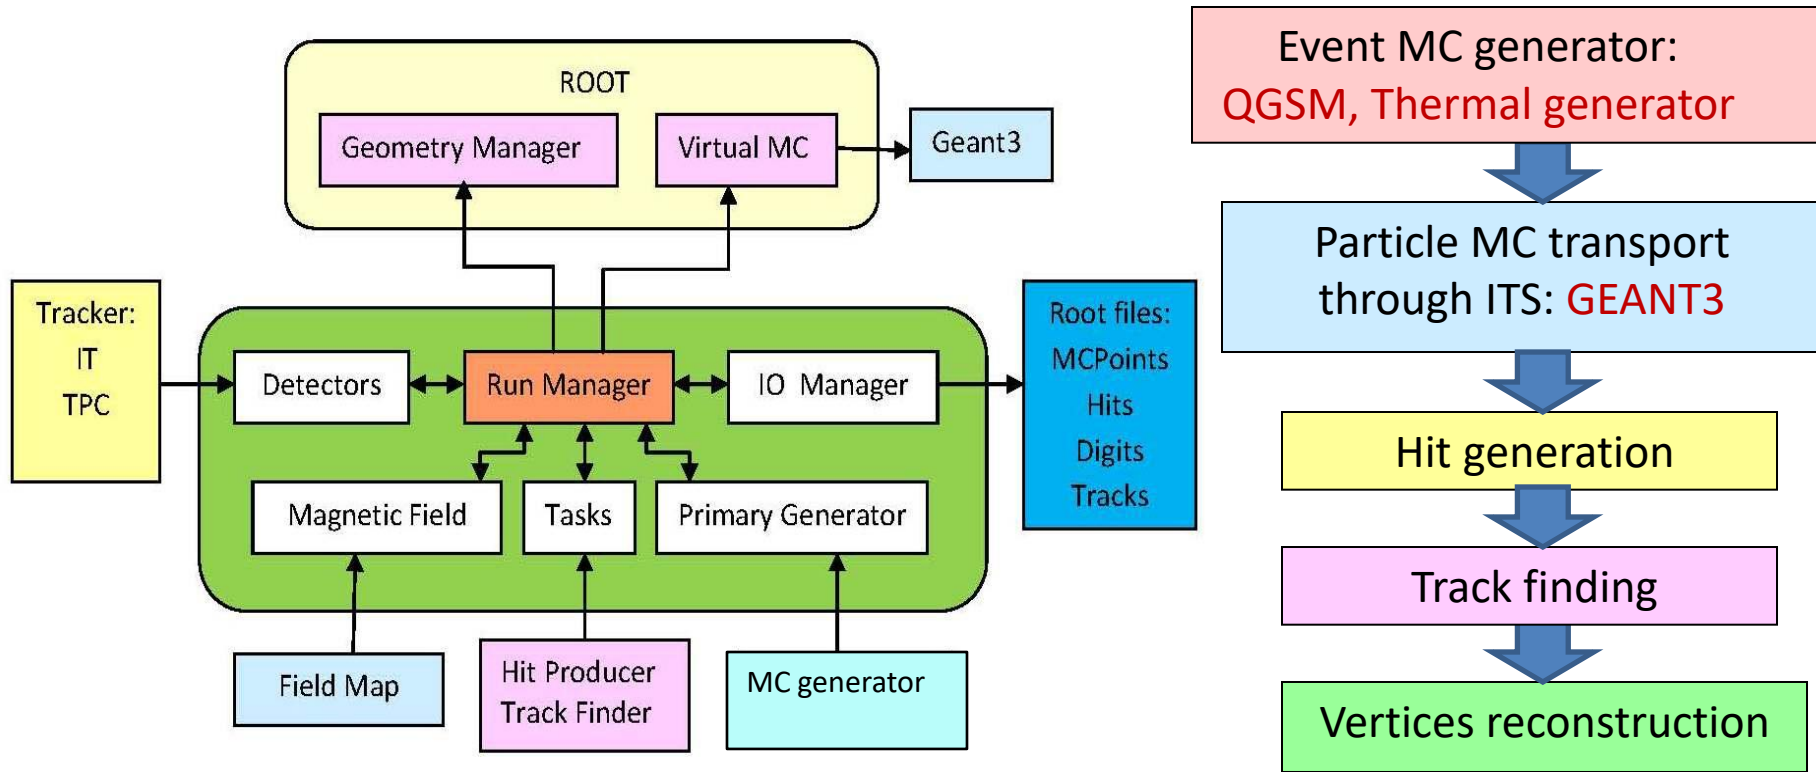 ROOT
Geometry Manager
Virtual MC
Geant3
Tracker:
IT
TPC
Detectors
Run Manager
IO Manager
Root files:
MCPoints
Hits
Digits
Tracks
Magnetic Field
Tasks
Primary Generator
Field Map
Hit Producer
Track Finder
MC generator
Event MC generator:
QGSM, Thermal generator
Particle MC transport
through ITS: GEANT3
Hit generation
Track finding
Vertices reconstruction